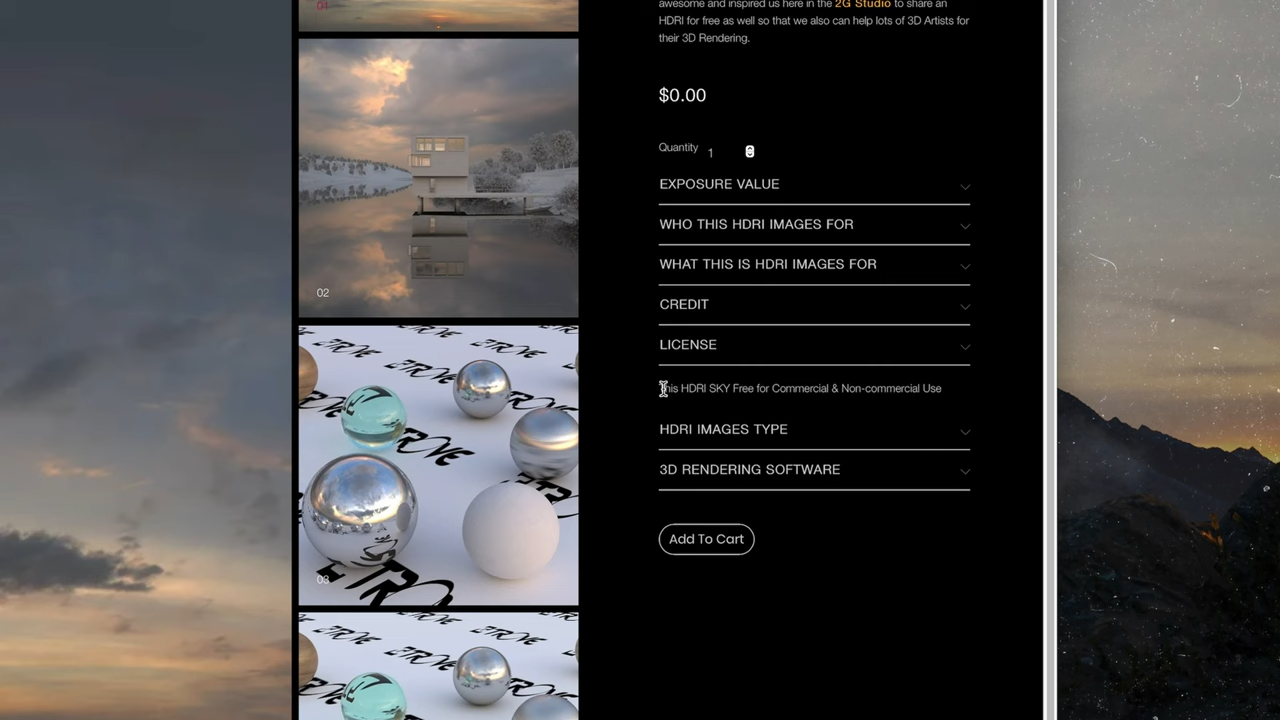 01
awesome and inspired us here in the 2G Studio to share an
HDRI for free as well so that we also can help lots of 3D Artists for
their 3D Rendering.
$0.00
Quantity 1
EXPOSURE VALUE
WHO THIS HDRI IMAGES FOR
WHAT THIS IS HDRI IMAGES FOR
CREDIT
LICENSE
This HDRI SKY Free for Commercial & Non-commercial Use
HDRI IMAGES TYPE
3D RENDERING SOFTWARE
Add To Cart
02
03